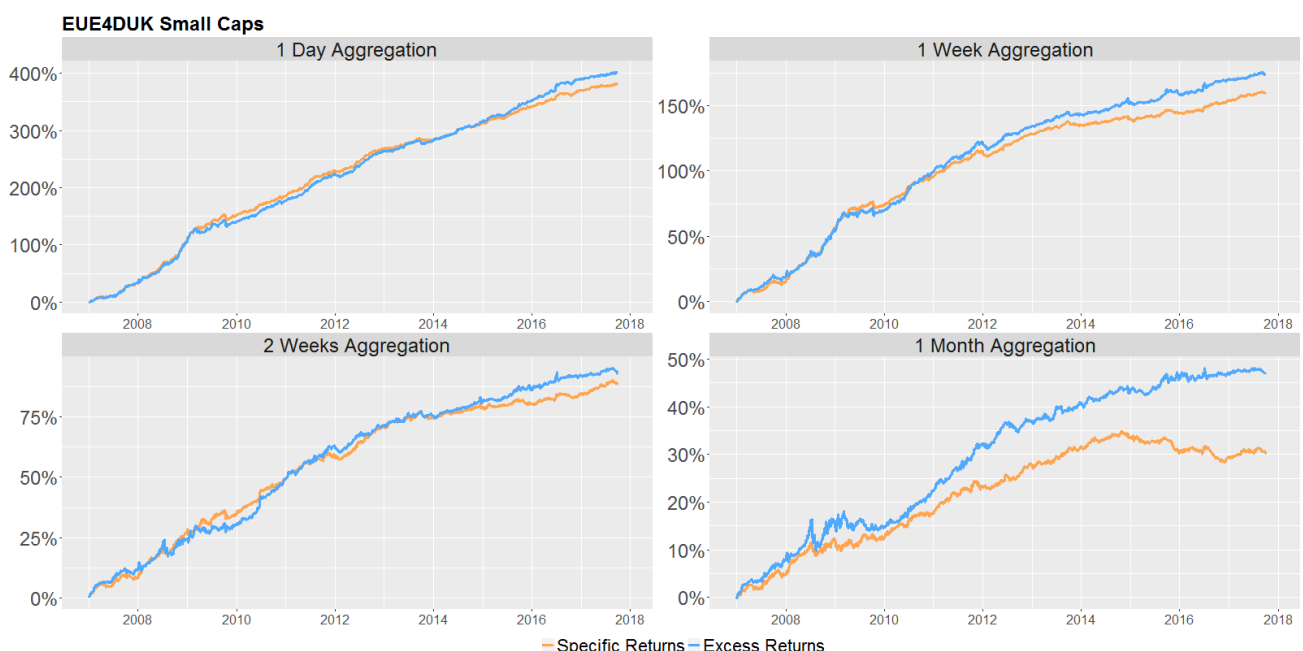 EUE4DUK Small Caps
1 Day Aggregation
400%
300%
200%
100%
0%
2008 2010 2012 2014 2016 2018
1 Week Aggregation
150%
100%
50%
0%
2008 2010 2012 2014 2016 2018
2 Weeks Aggregation
75%
50%
25%
0%
2008 2010 2012 2014 2016 2018
1 Month Aggregation
50%
40%
30%
20%
10%
0%
2008 2010 2012 2014 2016 2018
Specific Returns Excess Returns